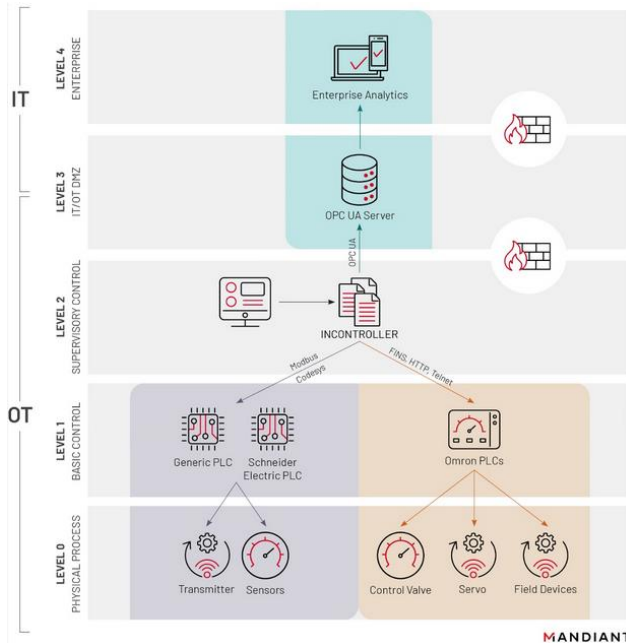 IT
OT
LEVEL 4
ENTERPRISE
Enterprise Analytics
LEVEL 3
IT/OT DMZ
OPC UA Server
OPC UA
LEVEL 2
SUPERVISORY CONTROL
INCONTROLLER
Modbus
Codesys
FINS, HTTP, Telnet
LEVEL 1
BASIC CONTROL
Generic PLC
Schneider
Electric PLC
Omron PLCs
LEVEL 0
PHYSICAL PROCESS
Transmitter
Sensors
Control Valve
Servo
Field Devices
MANDIANT